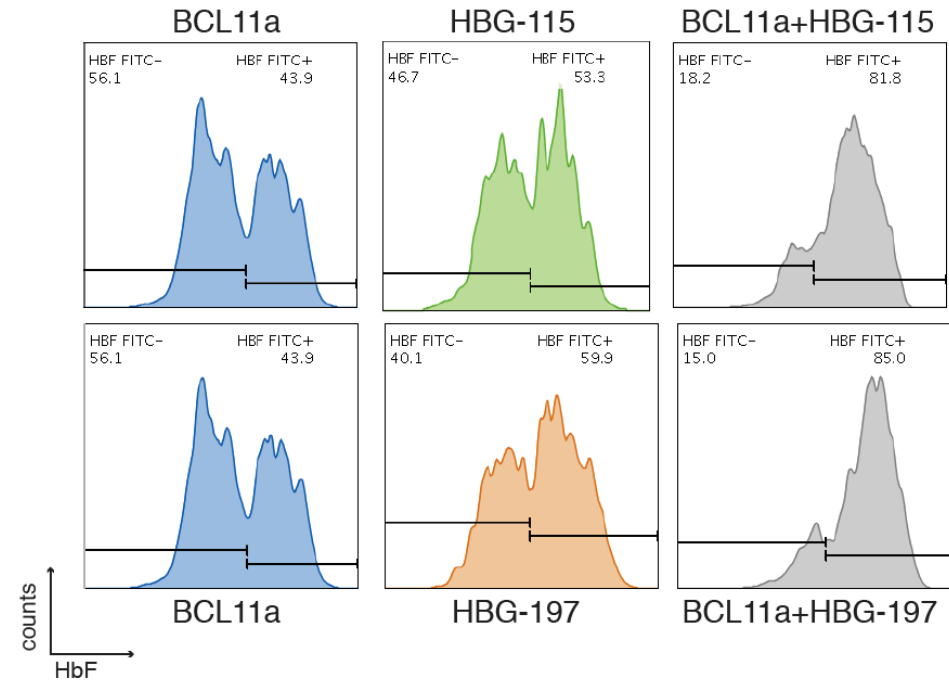 BCL11a
HBG-115
BCL11a+HBG-115
HBF FITC-
56.1
HBF FITC+
43.9
HBF FITC-
46.7
HBF FITC+
53.3
HBF FITC-
18.2
HBF FITC+
81.8
HBF FITC-
56.1
HBF FITC+
43.9
HBF FITC-
40.1
HBF FITC+
59.9
HBF FITC-
15.0
HBF FITC+
85.0
BCL11a
HBG-197
BCL11a+HBG-197
counts
HbF